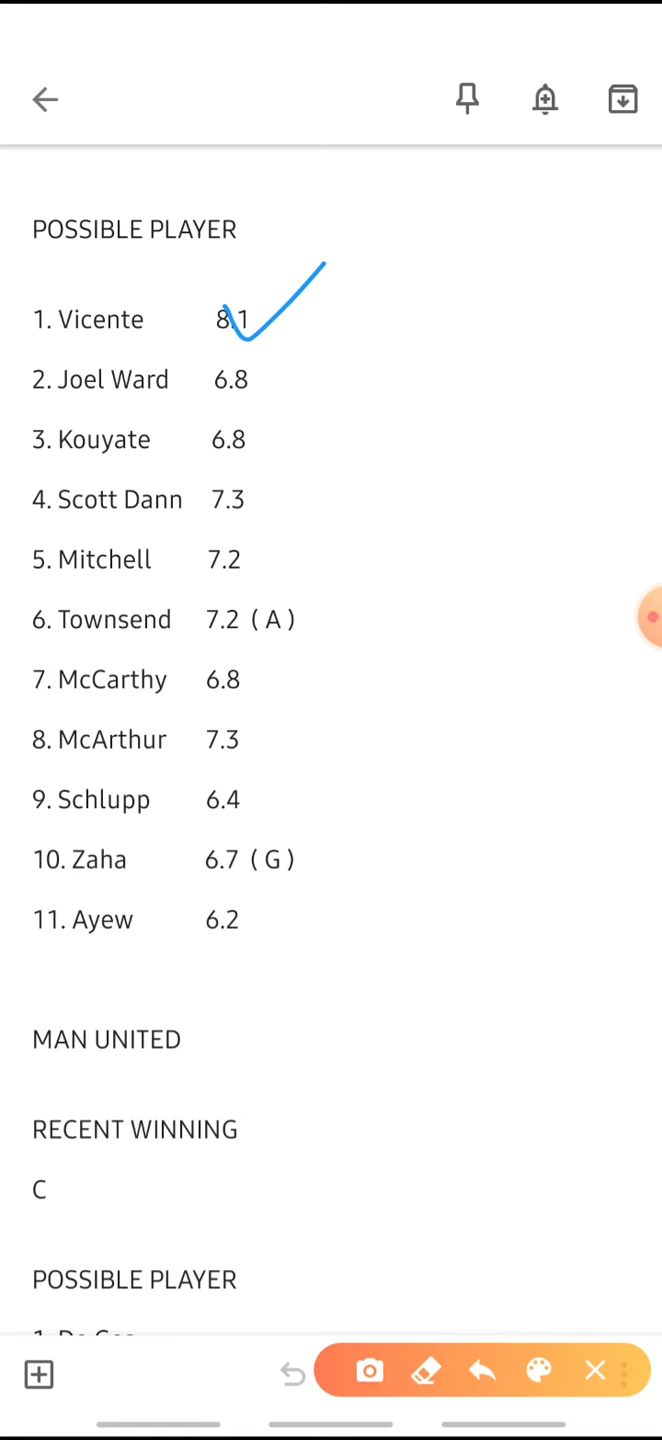 POSSIBLE PLAYER
1. Vicente 8.1
2. Joel Ward 6.8
3. Kouyate 6.8
4. Scott Dann 7.3
5. Mitchell 7.2
6. Townsend 7.2 ( A )
7. McCarthy 6.8
8. McArthur 7.3
9. Schlupp 6.4
10. Zaha 6.7 ( G )
11. Ayew 6.2
MAN UNITED
RECENT WINNING
C
POSSIBLE PLAYER